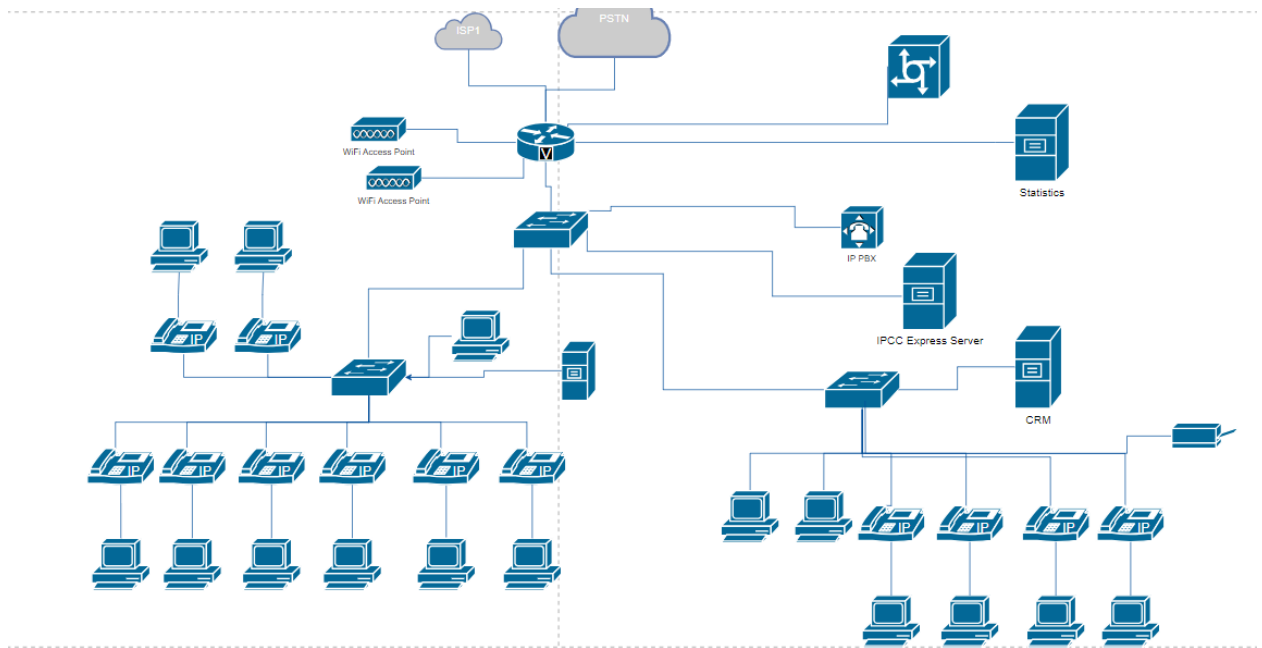 PSTN
ISP1
V
WiFi Access Point
WiFi Access Point
Statistics
IP PBX
IP
IP
IPCC Express Server
CRM
IP
IP
IP
IP
IP
IP
IP
IP
IP
IP